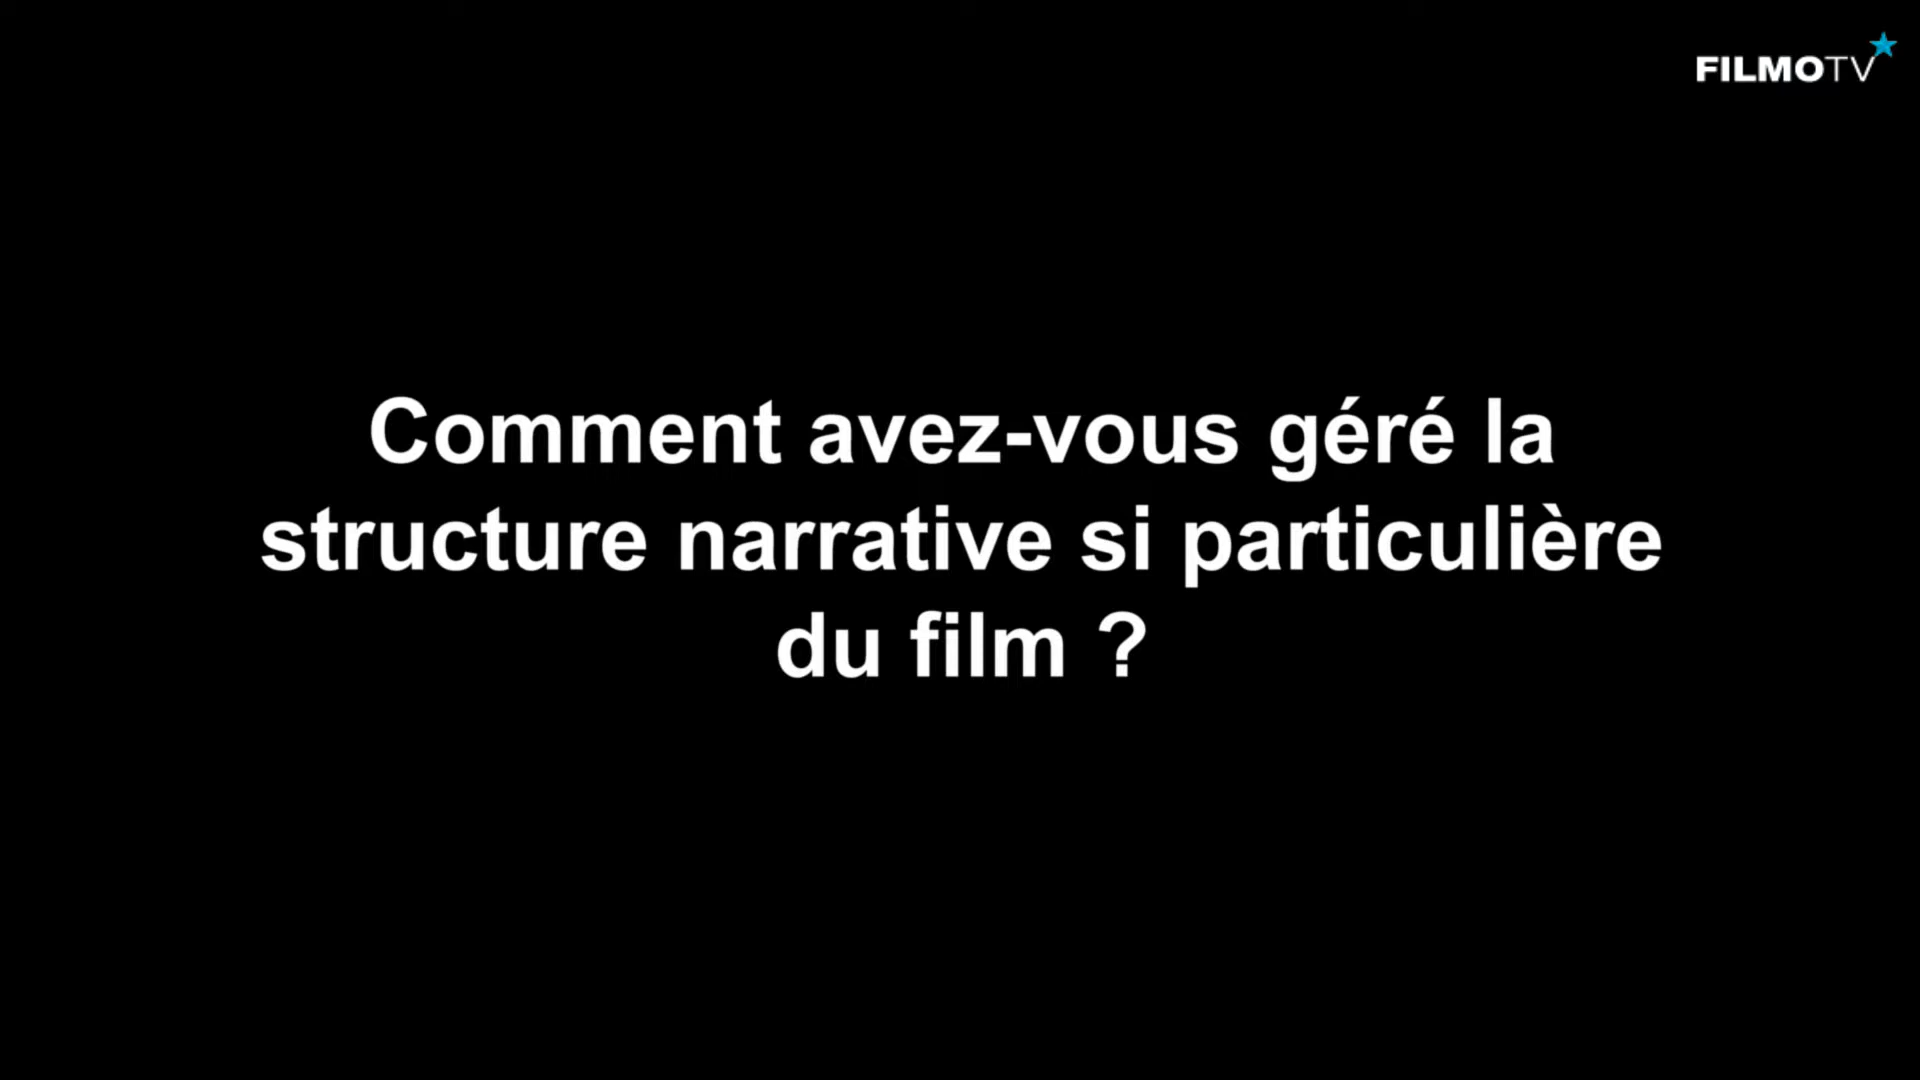 FILMOTV
Comment avez-vous géré la
structure narrative si particulière
du film ?